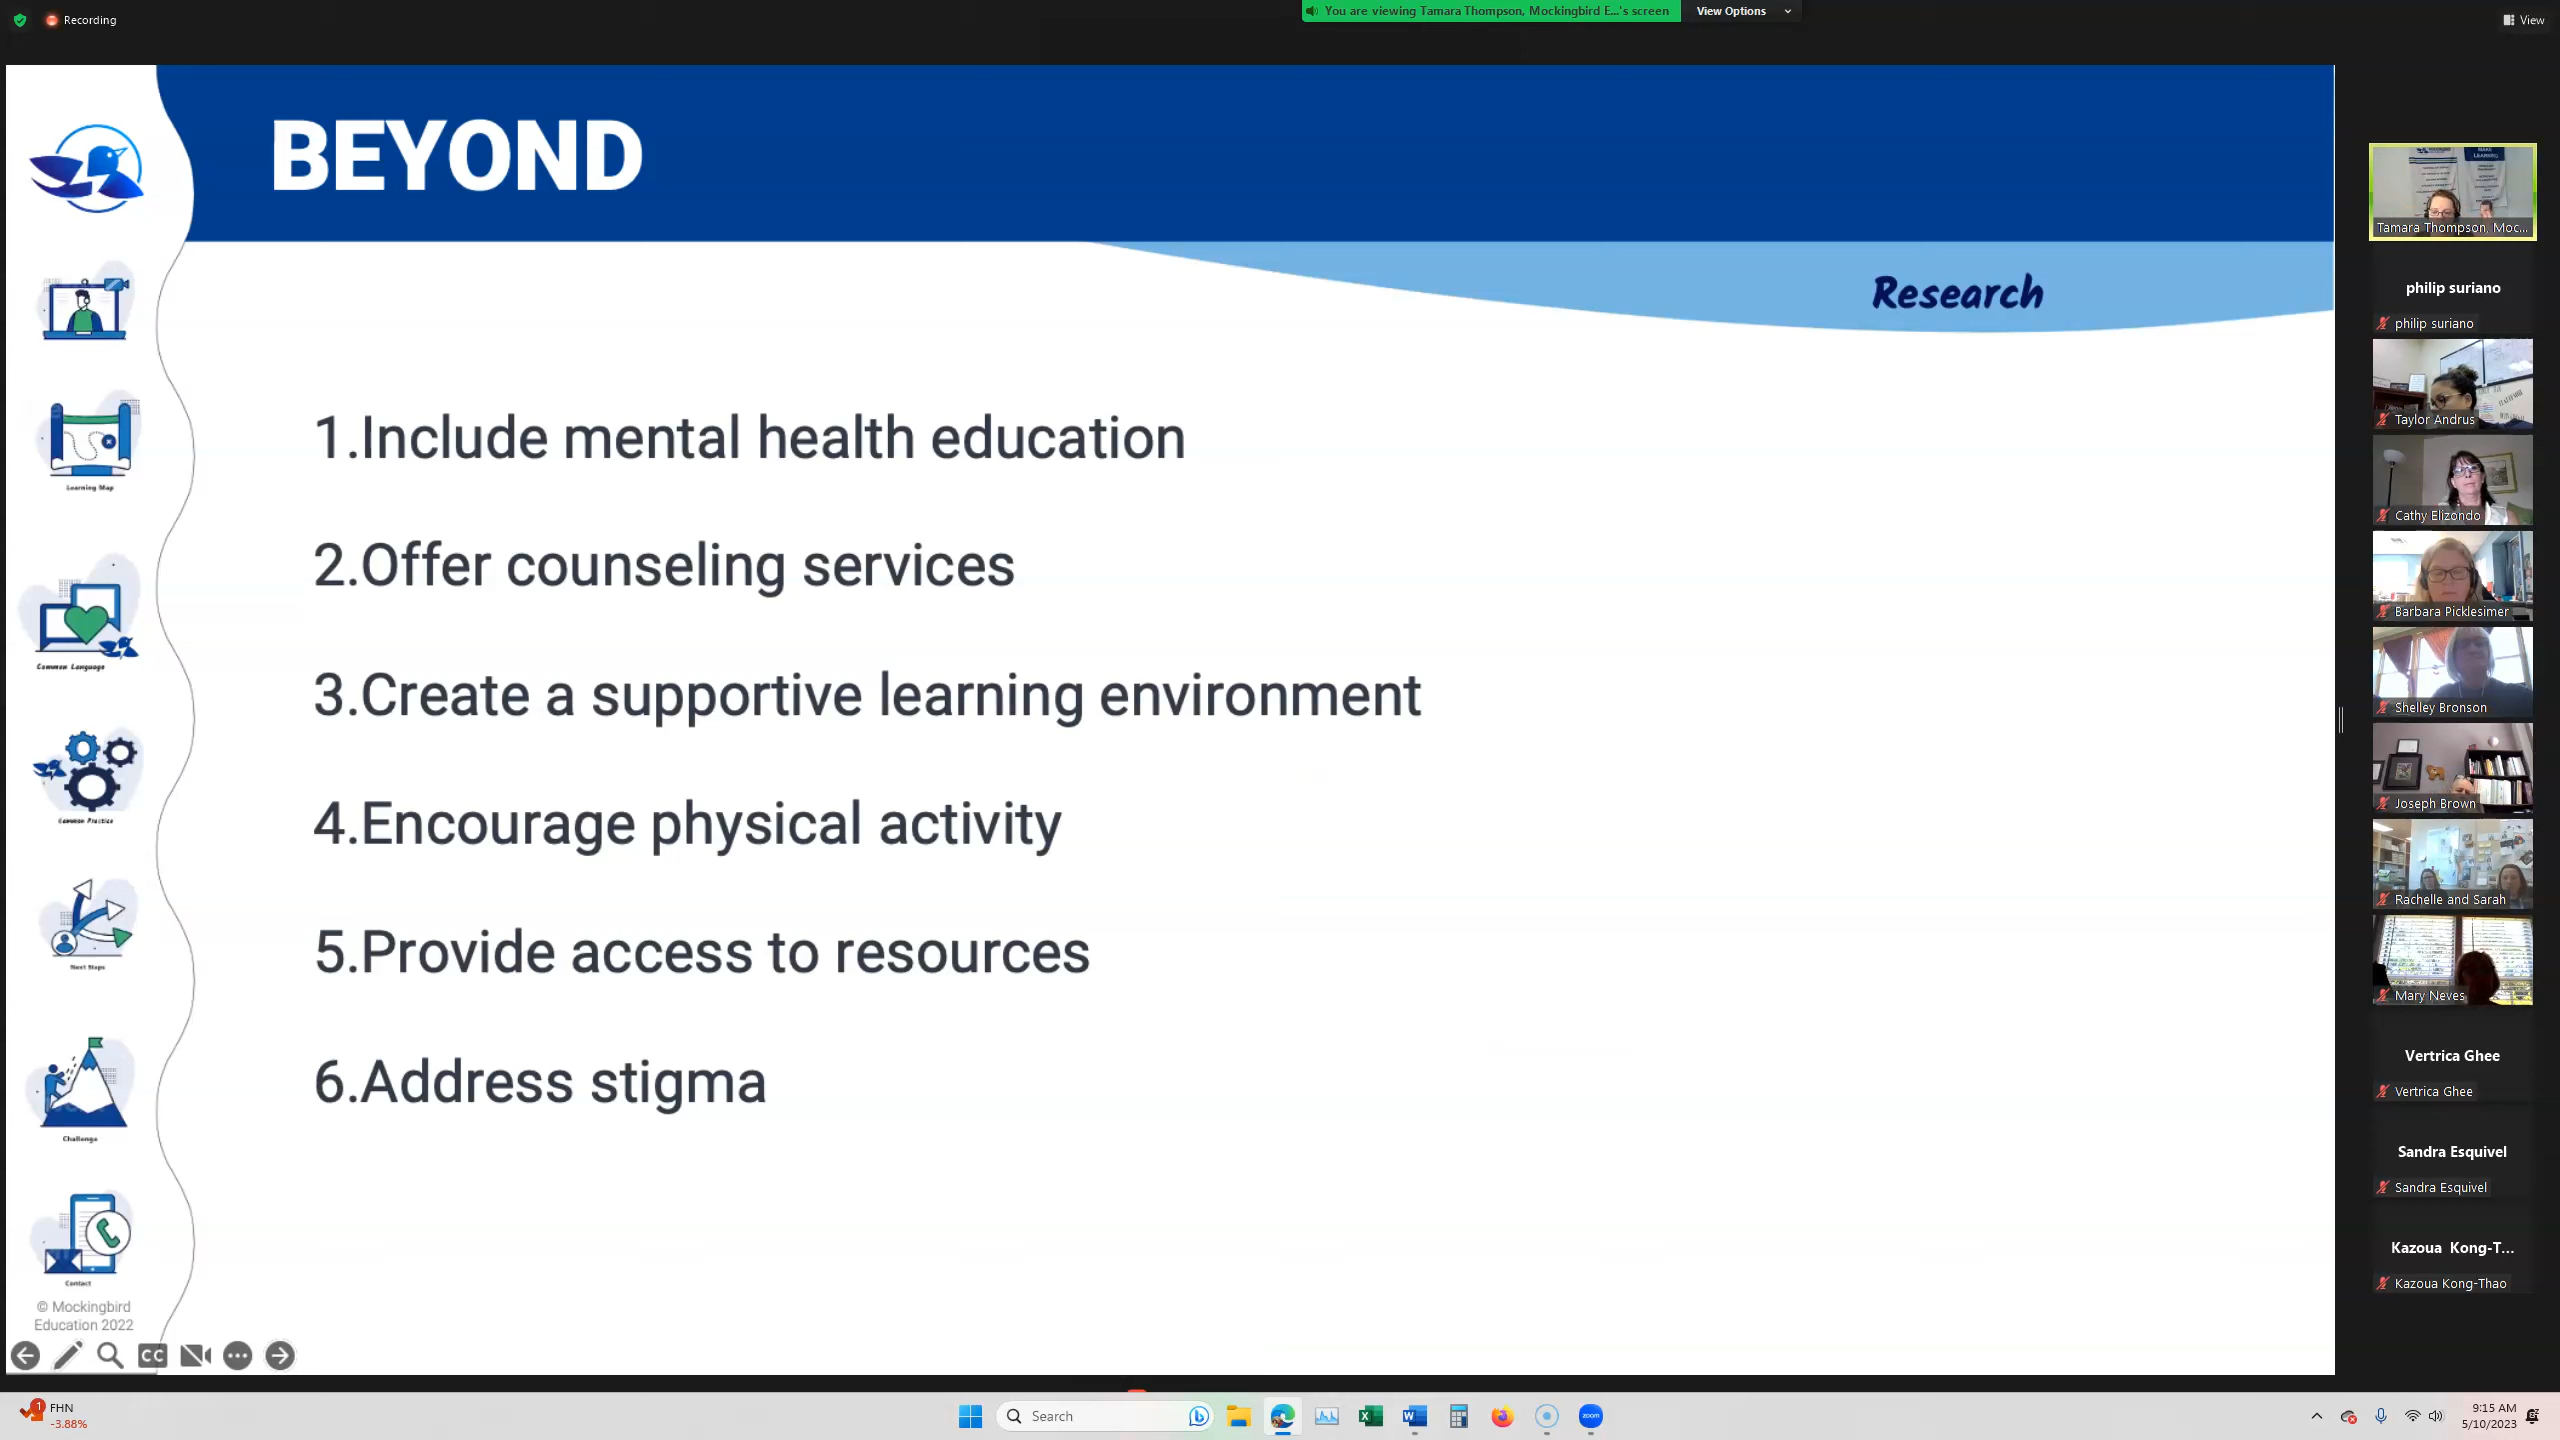 Recording
You are viewing Tamara Thompson, Mockingbird E...'s screen
View Options
View
BEYOND
Research
1.Include mental health education
2.Offer counseling services
3.Create a supportive learning environment
4.Encourage physical activity
5.Provide access to resources
6.Address stigma
Learning Map
Common Language
Common Practice
Next Steps
Challenge
Contact
© Mockingbird
Education 2022
CC
Tamara Thompson, Moc...
philip suriano
philip suriano
Taylor Andrus
Cathy Elizondo
Barbara Picklesimer
Shelley Bronson
Joseph Brown
Rachelle and Sarah
Mary Neves
Vertrica Ghee
Vertrica Ghee
Sandra Esquivel
Sandra Esquivel
Kazoua Kong-T...
Kazoua Kong-Thao
1
FHN
-3.88%
Search
zoom
9:15 AM
5/10/2023